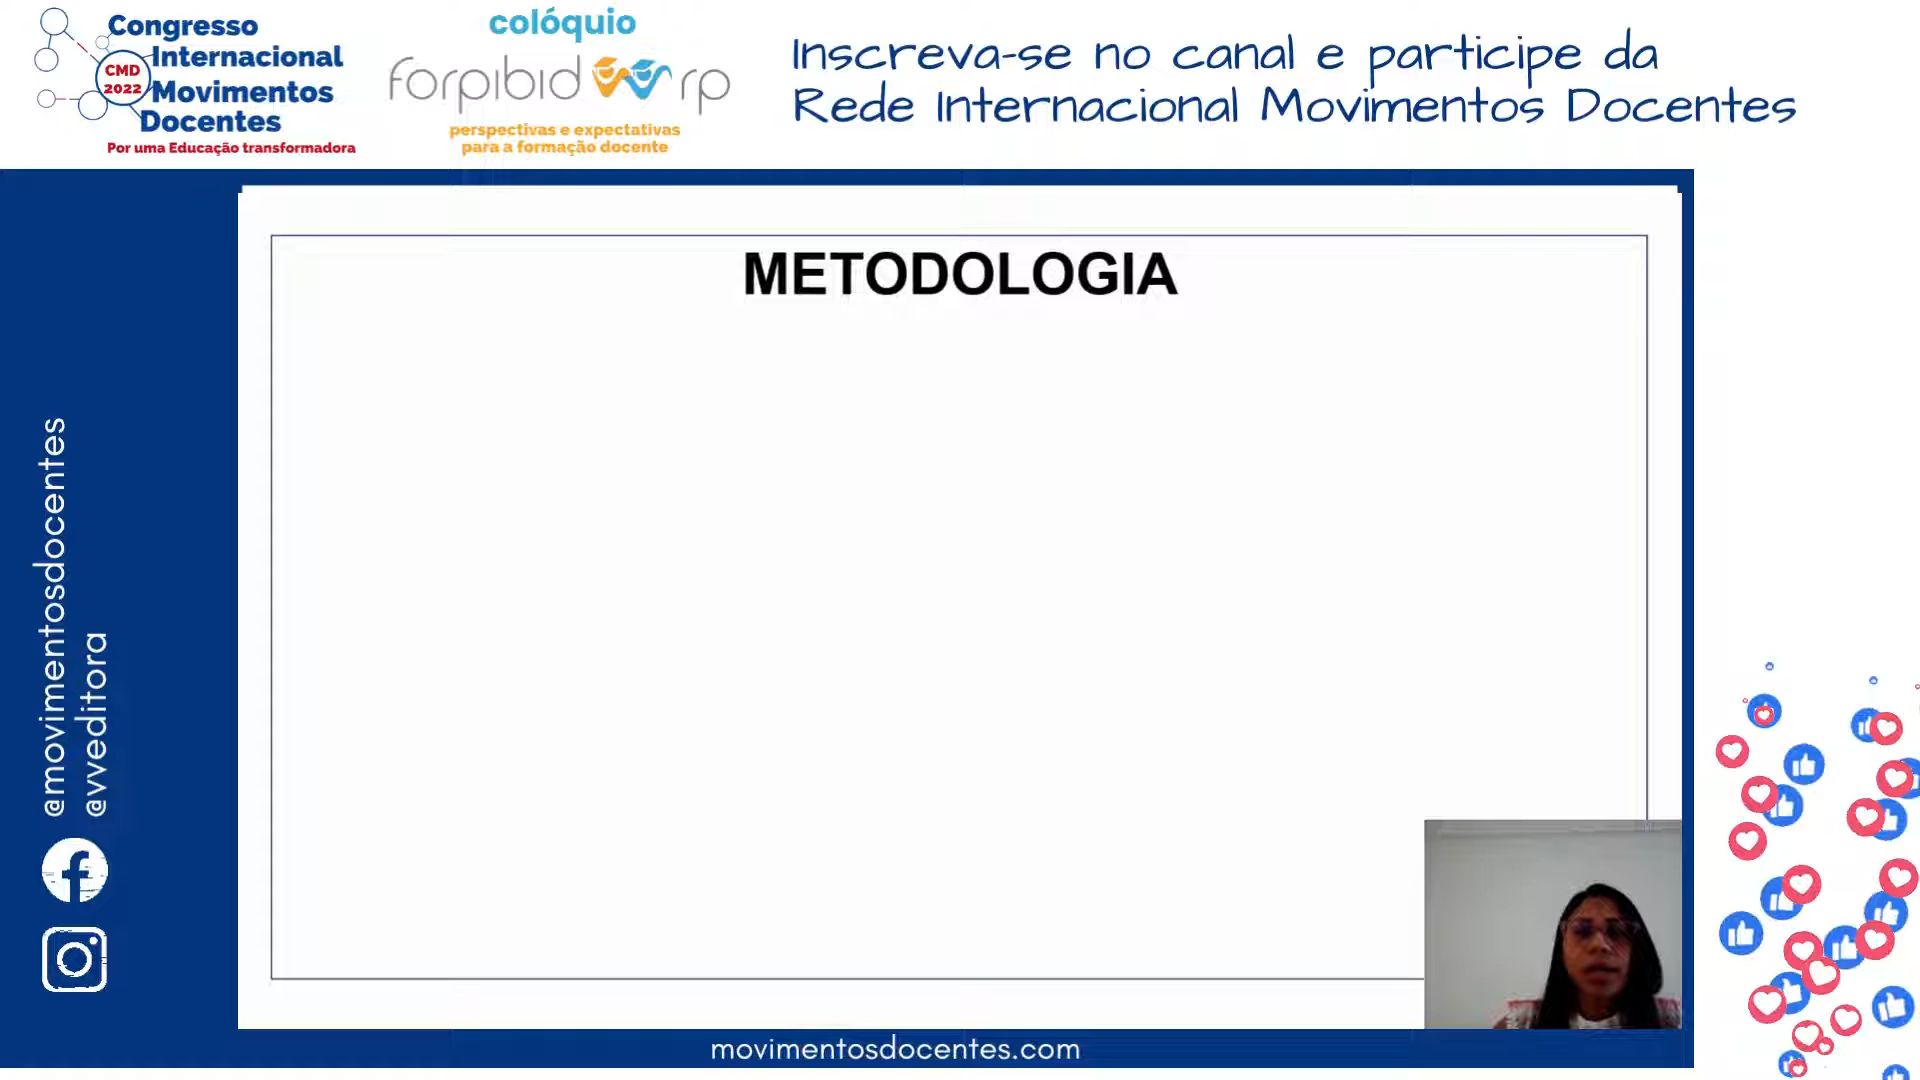 Congresso
Internacional
CMD
2022
Movimentos
Docentes
Por uma Educação transformadora
colóquio
forpibid rp
perspectivas e expectativas
para a formação docente
Inscreva-se no canal e participe da
Rede Internacional Movimentos Docentes
METODOLOGIA
@movimentosdocentes
@vveditora
movimentosdocentes.com